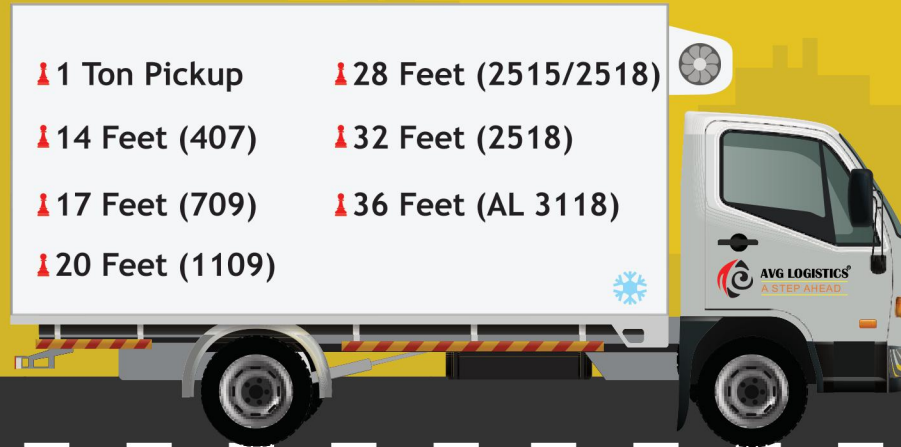 1 Ton Pickup
14 Feet (407)
17 Feet (709)
20 Feet (1109)
28 Feet (2515/2518)
32 Feet (2518)
36 Feet (AL 3118)
AVG LOGISTICS®
A STEP AHEAD